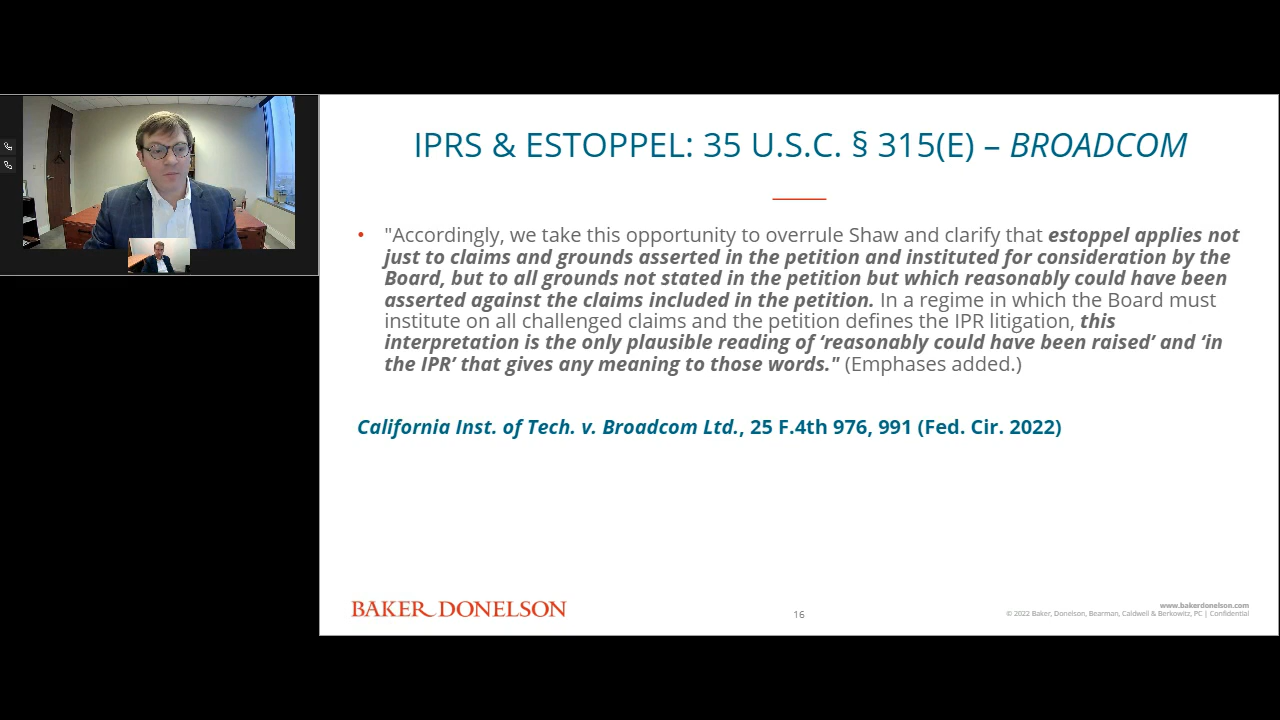 IPRS & ESTOPPEL: 35 U.S.C. § 315(E) – BROADCOM
• "Accordingly, we take this opportunity to overrule Shaw and clarify that estoppel applies not
just to claims and grounds asserted in the petition and instituted for consideration by the
Board, but to all grounds not stated in the petition but which reasonably could have been
asserted against the claims included in the petition. In a regime in which the Board must
institute on all challenged claims and the petition defines the IPR litigation, this
interpretation is the only plausible reading of ‘reasonably could have been raised’ and ‘in
the IPR’ that gives any meaning to those words." (Emphases added.)
California Inst. of Tech. v. Broadcom Ltd., 25 F.4th 976, 991 (Fed. Cir. 2022)
BAKER DONELSON
16
www.bakerdonelson.com
© 2022 Baker, Donelson, Bearman, Caldwell & Berkowitz, PC | Confidential